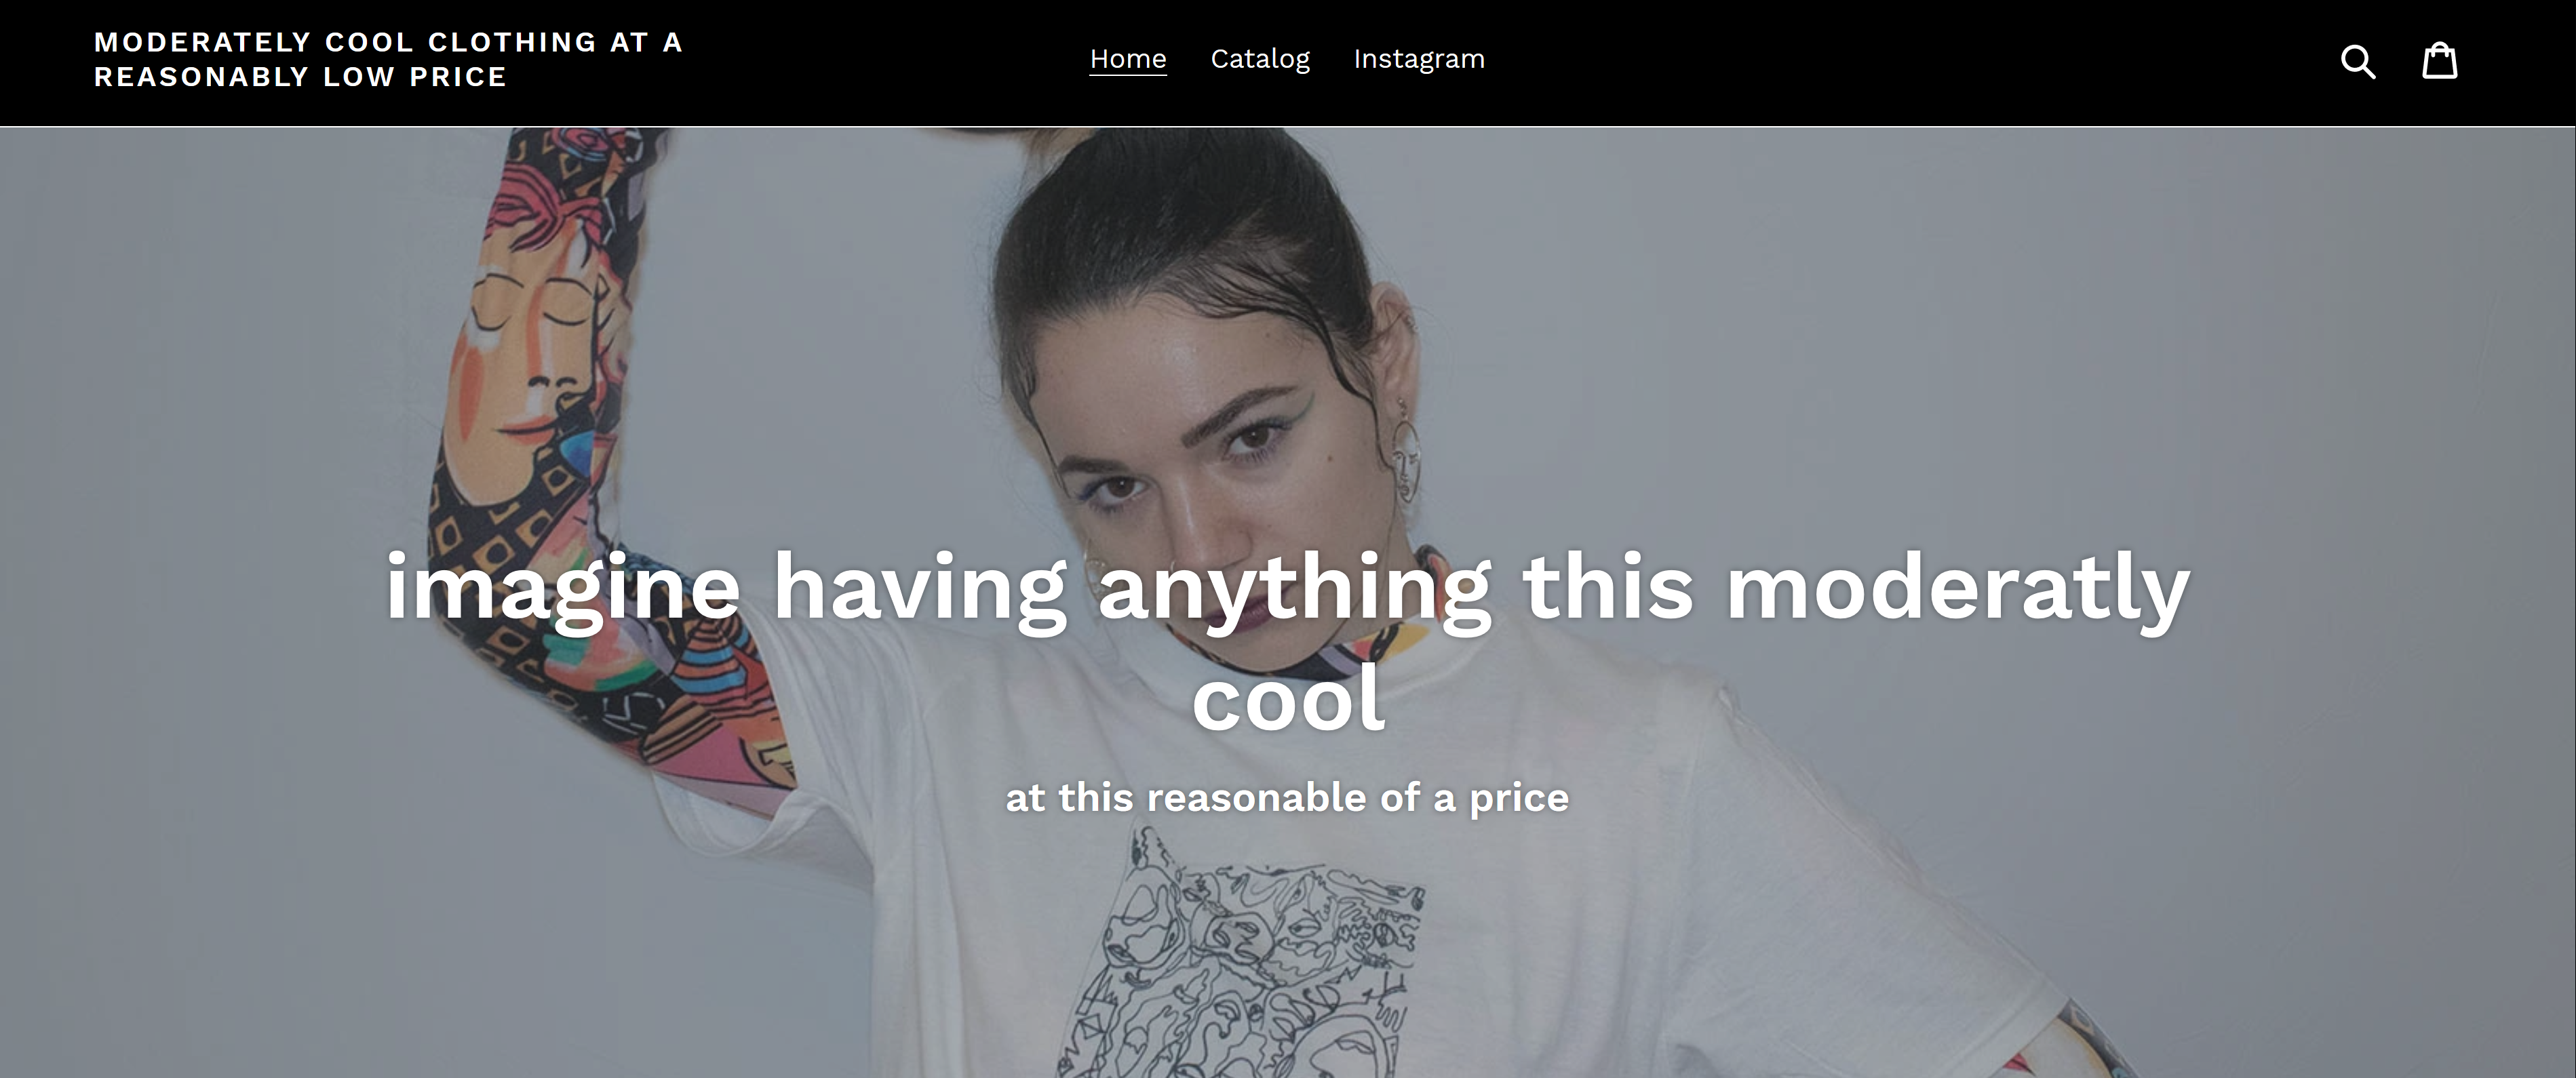 MODERATELY COOL CLOTHING AT A
REASONABLY LOW PRICE
Home Catalog Instagram
imagine having anything this moderatly
cool
at this reasonable of a price